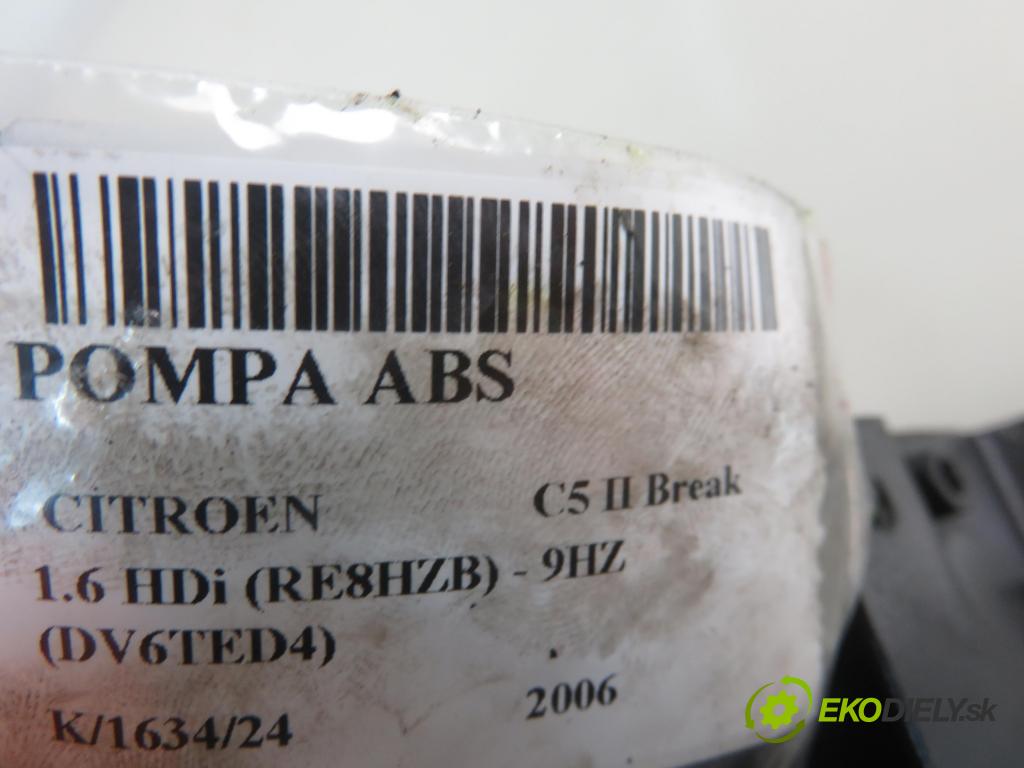 POMPA ABS
CITROEN C5 II Break
1.6 HDi (RE8HZB) - 9HZ
(DV6TED4) .
K/1634/24 2006
EKODIELY.sk